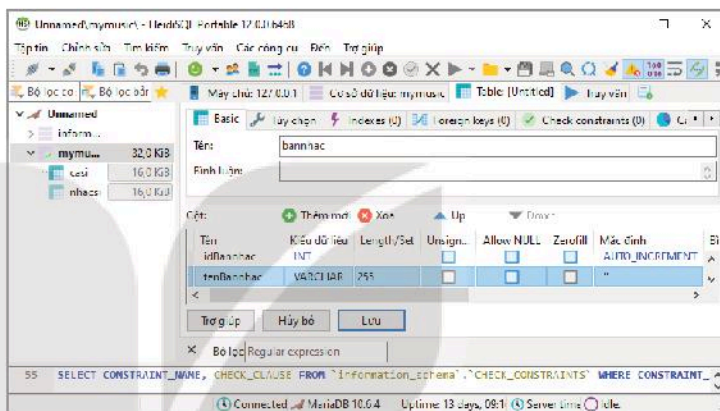 Unnamed\mymusic\ - HeidiSQL Portable 12.0.0.6468
Tập tin Chỉnh sửa Tìm kiếm Truy vấn Các công cụ Đến Trợ giúp
Bộ lọc cơ Bộ lọc bản Máy chủ: 127.0.0.1 Cơ sở dữ liệu: mymusic Table: [Untitled] Truy vấn
Unnamed
inform...
mymu... 32,0 KiB
casi 16,0 KiB
nhacs 16,0 KiB
Basic Tùy chọn Indexes (0) Foreign keys (0) Check constraints (0)
Tên: bannhac
Bình luận:
Cột: Thêm mới Xóa Up Down
Tên Kiểu dữ liệu Length/Set Unsign... Allow NULL Zerofill Mặc định
idBannhac INT AUTO_INCREMENT
tenBannhac VARCHAR 255 ''
Trợ giúp Hủy bỏ Lưu
Bộ lọc: Regular expression
55 SELECT CONSTRAINT_NAME, CHECK_CLAUSE FROM `information_schema`.`CHECK_CONSTRAINTS` WHERE CONSTRAINT_
Connected MariaDB 10.6.4 Uptime: 13 days, 09:1 Server time Idle.